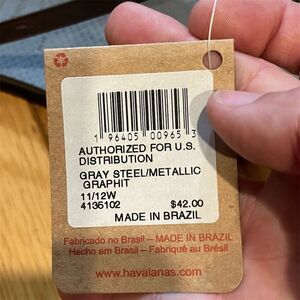 1 96405 00965 3
AUTHORIZED FOR U.S.
DISTRIBUTION
GRAY STEEL/METALLIC
GRAPHIT
11/12W
4135102 $42.00
MADE IN BRAZIL
Fabricado no Brasil – MADE IN BRAZIL
Hecho em Brasil – Fabriqué au Brésil
www.havaianas.com